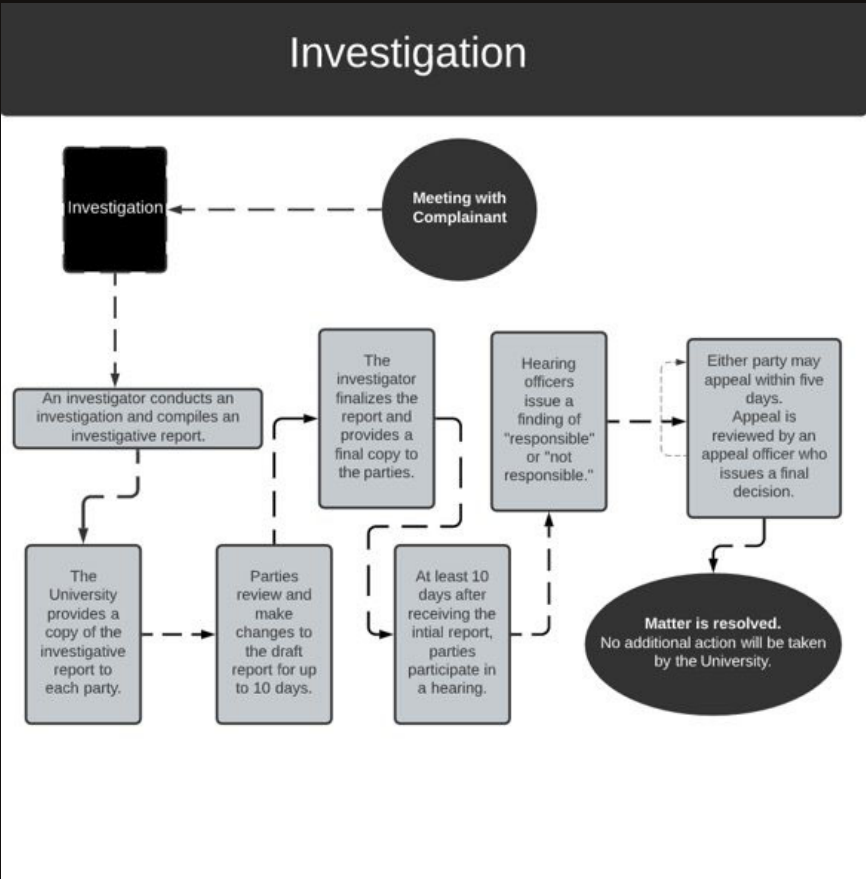 Investigation
Meeting with
Complainant
Investigation
An investigator conducts an
investigation and compiles an
investigative report.
The
University
provides a
copy of the
investigative
report to
each party.
Parties
review and
make
changes to
the draft
report for up
to 10 days.
The
investigator
finalizes the
report and
provides a
final copy to
the parties.
At least 10
days after
receiving the
intial report,
parties
participate in
a hearing.
Hearing
officers
issue a
finding of
"responsible"
or "not
responsible."
Either party may
appeal within five
days.
Appeal is
reviewed by an
appeal officer who
issues a final
decision.
Matter is resolved.
No additional action will be taken
by the University.